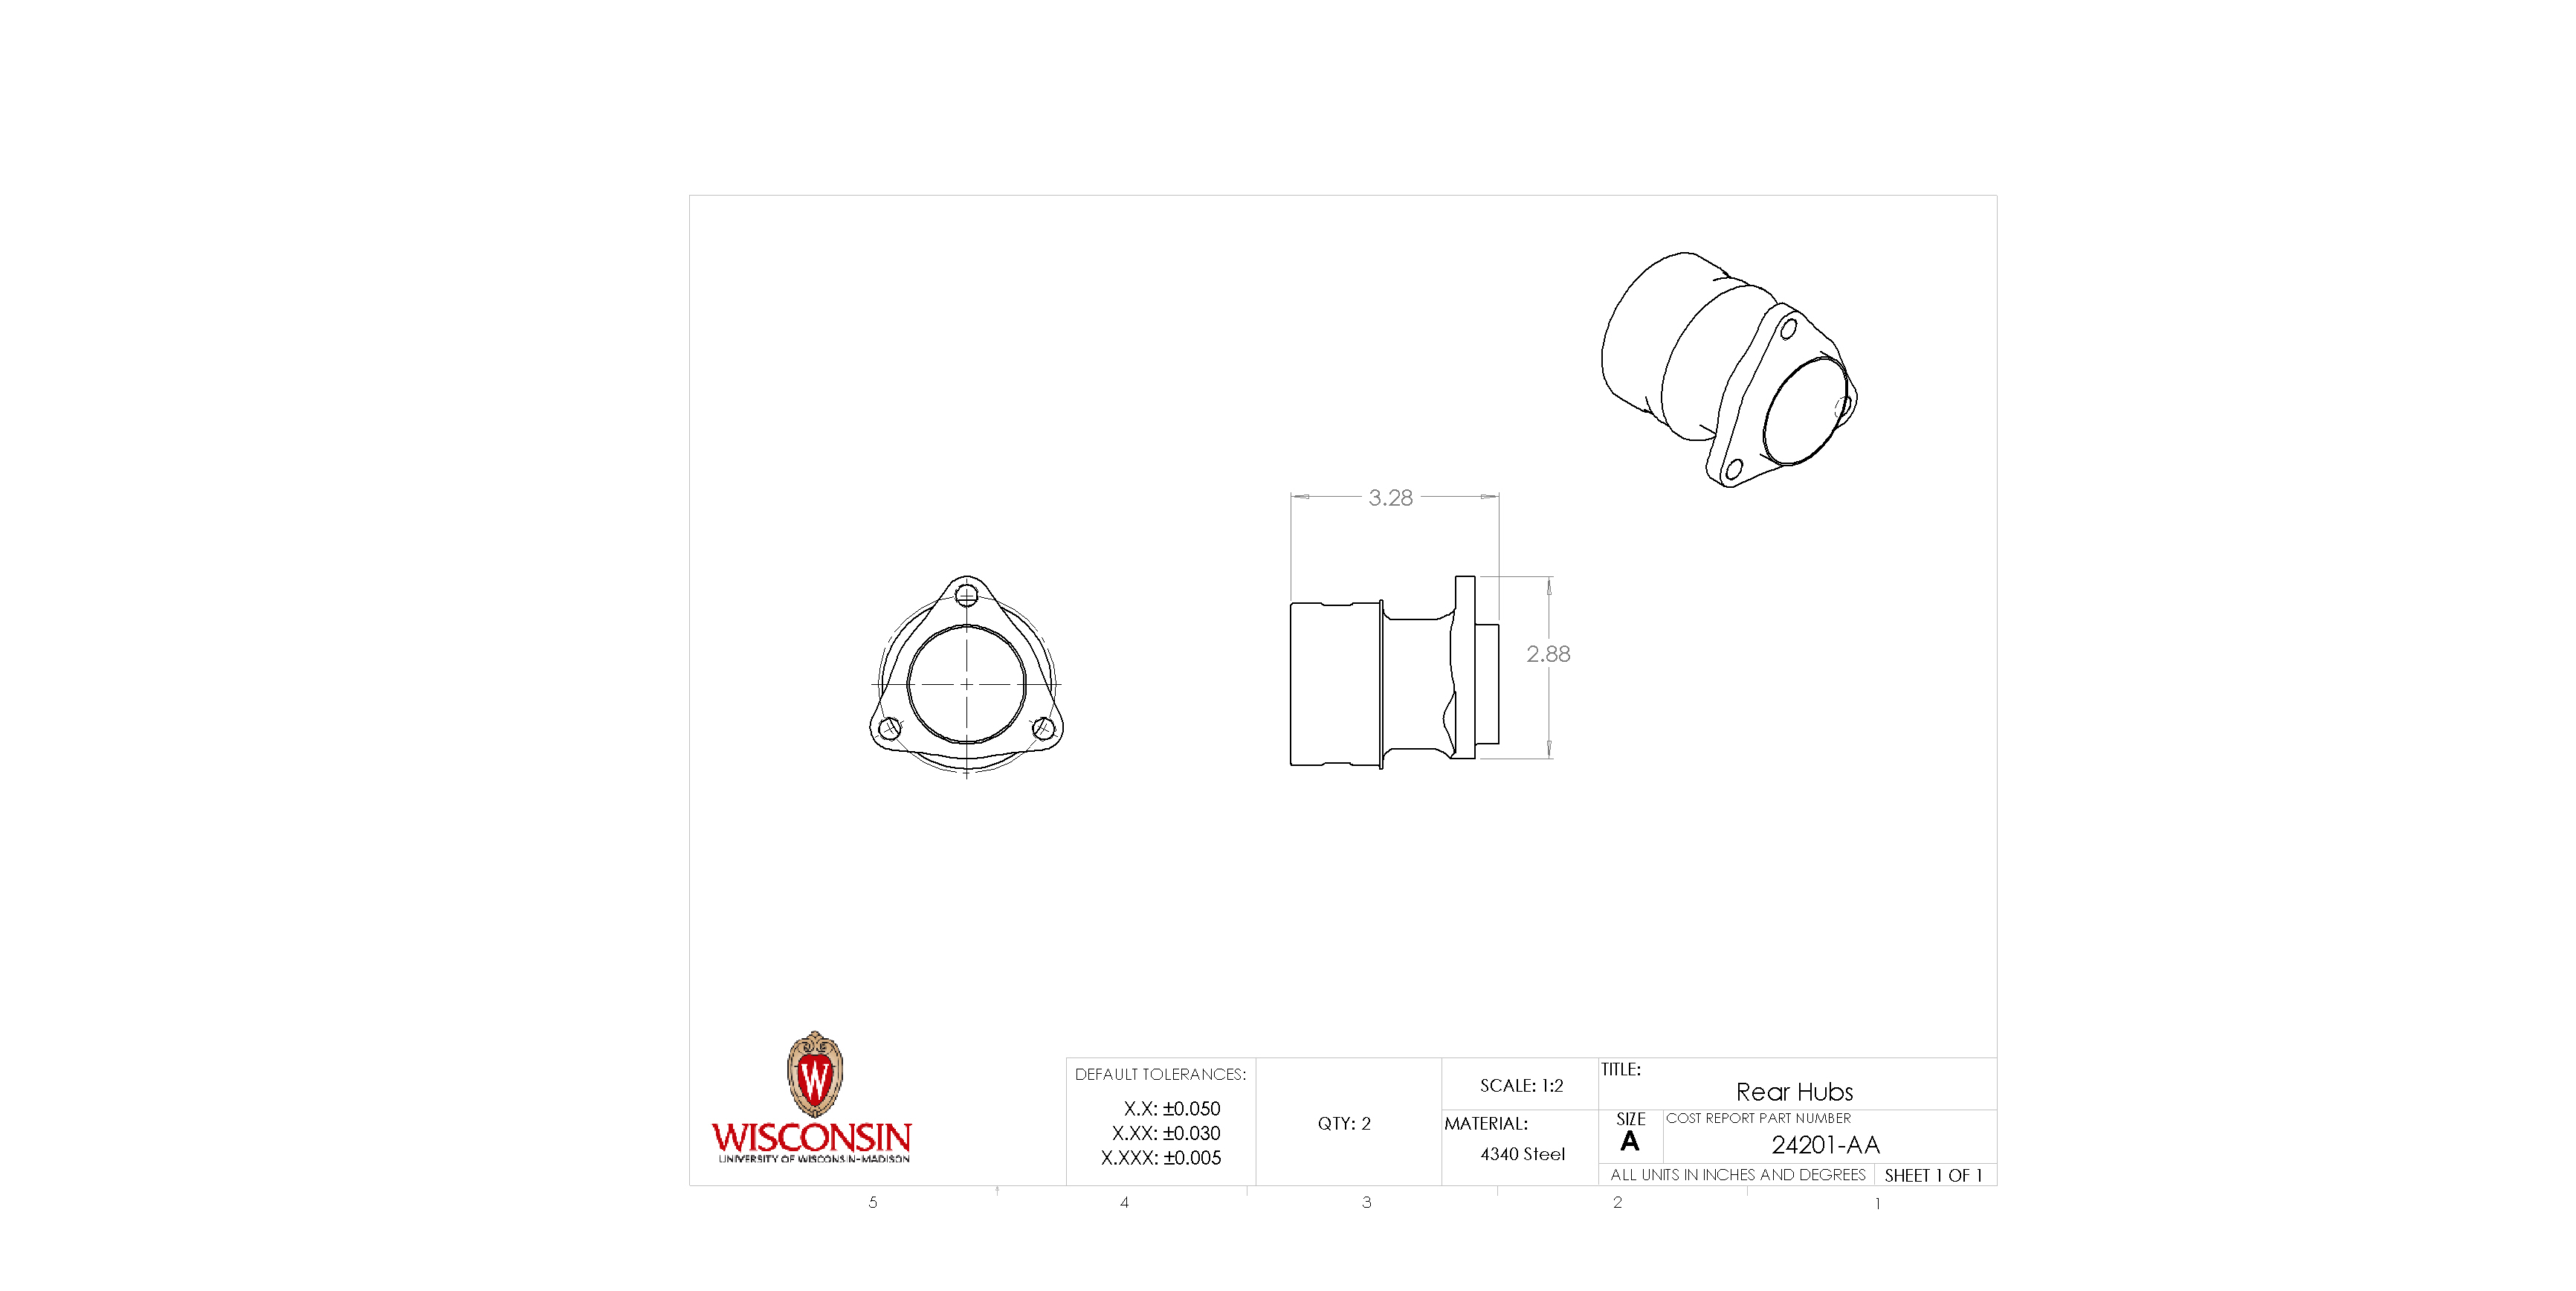 3.28
2.88
W
WISCONSIN
UNIVERSITY OF WISCONSIN-MADISON
DEFAULT TOLERANCES:
X.X: ±0.050
X.XX: ±0.030
X.XXX: ±0.005
QTY: 2
SCALE: 1:2
MATERIAL:
4340 Steel
TITLE:
Rear Hubs
SIZE
A
COST REPORT PART NUMBER
24201-AA
ALL UNITS IN INCHES AND DEGREES
SHEET 1 OF 1
5 4 3 2 1